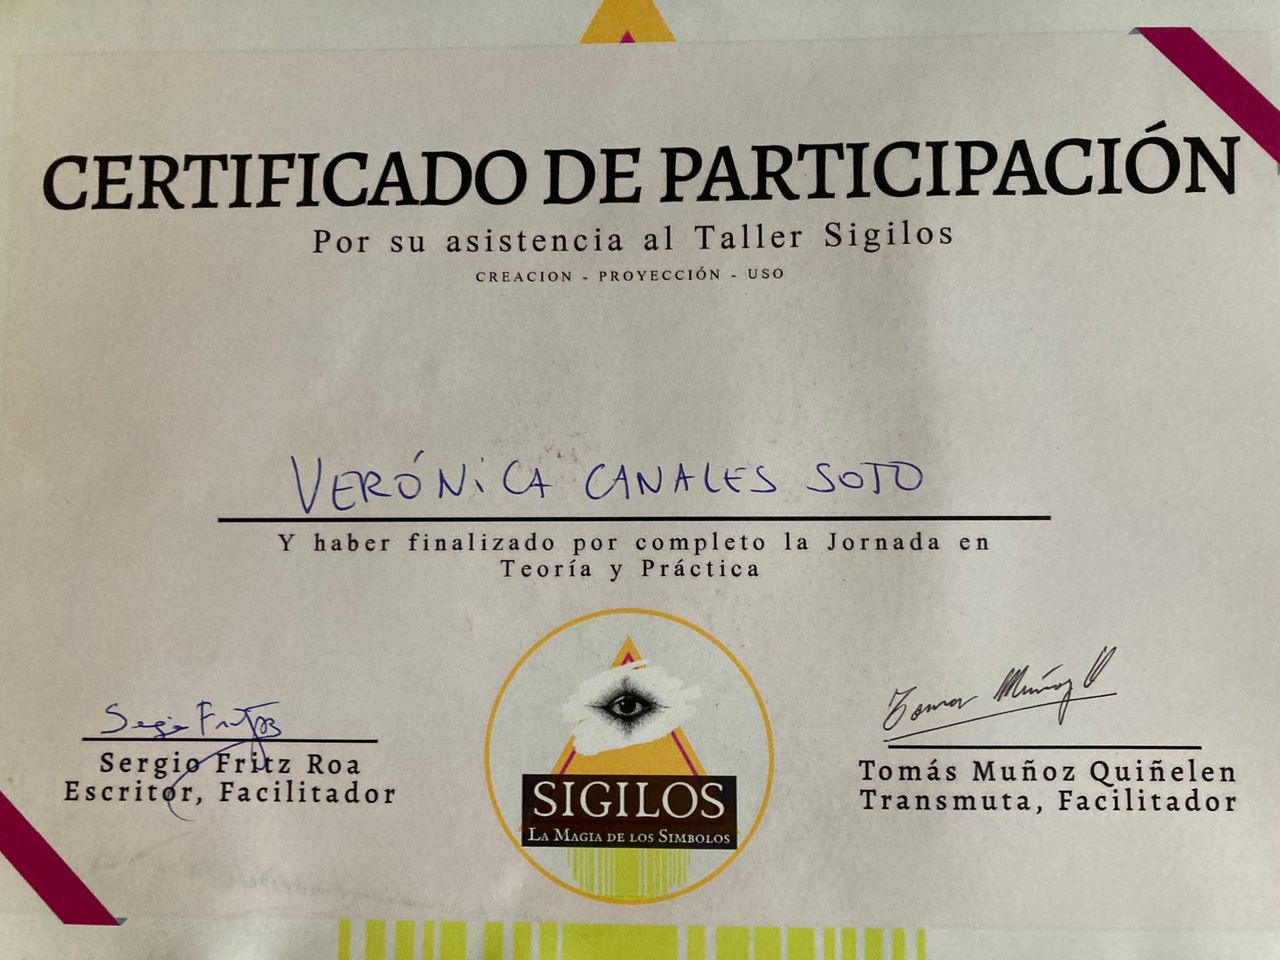 CERTIFICADO DE PARTICIPACIÓN
Por su asistencia al Taller Sigilos
CREACION - PROYECCIÓN - USO
VERÓNICA CANALES SOTO
Y haber finalizado por completo la Jornada en
Teoría y Práctica
Sergio Fritz Roa
Escritor, Facilitador
SIGILOS
LA MAGIA DE LOS SIMBOLOS
Tomás Muñoz Quiñelen
Transmuta, Facilitador